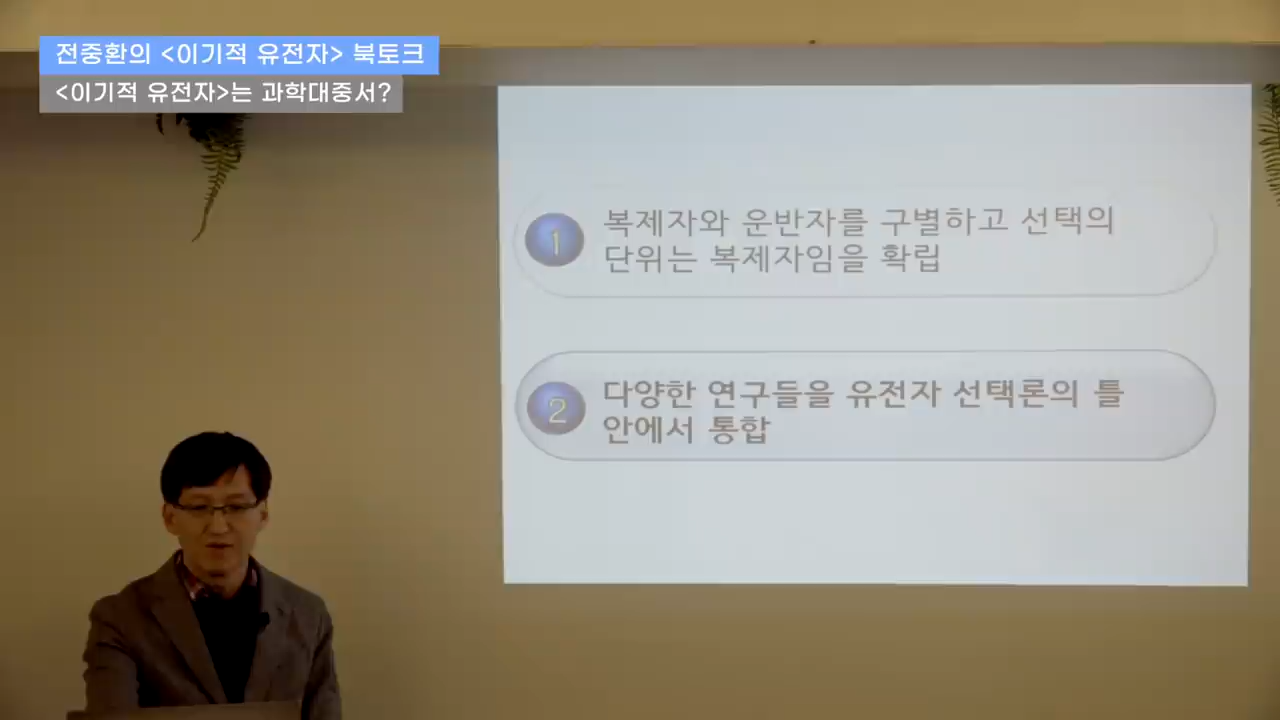 전중환의 <이기적 유전자> 북토크
<이기적 유전자>는 과학대중서?
1
복제자와 운반자를 구별하고 선택의
단위는 복제자임을 확립
2
다양한 연구들을 유전자 선택론의 틀
안에서 통합